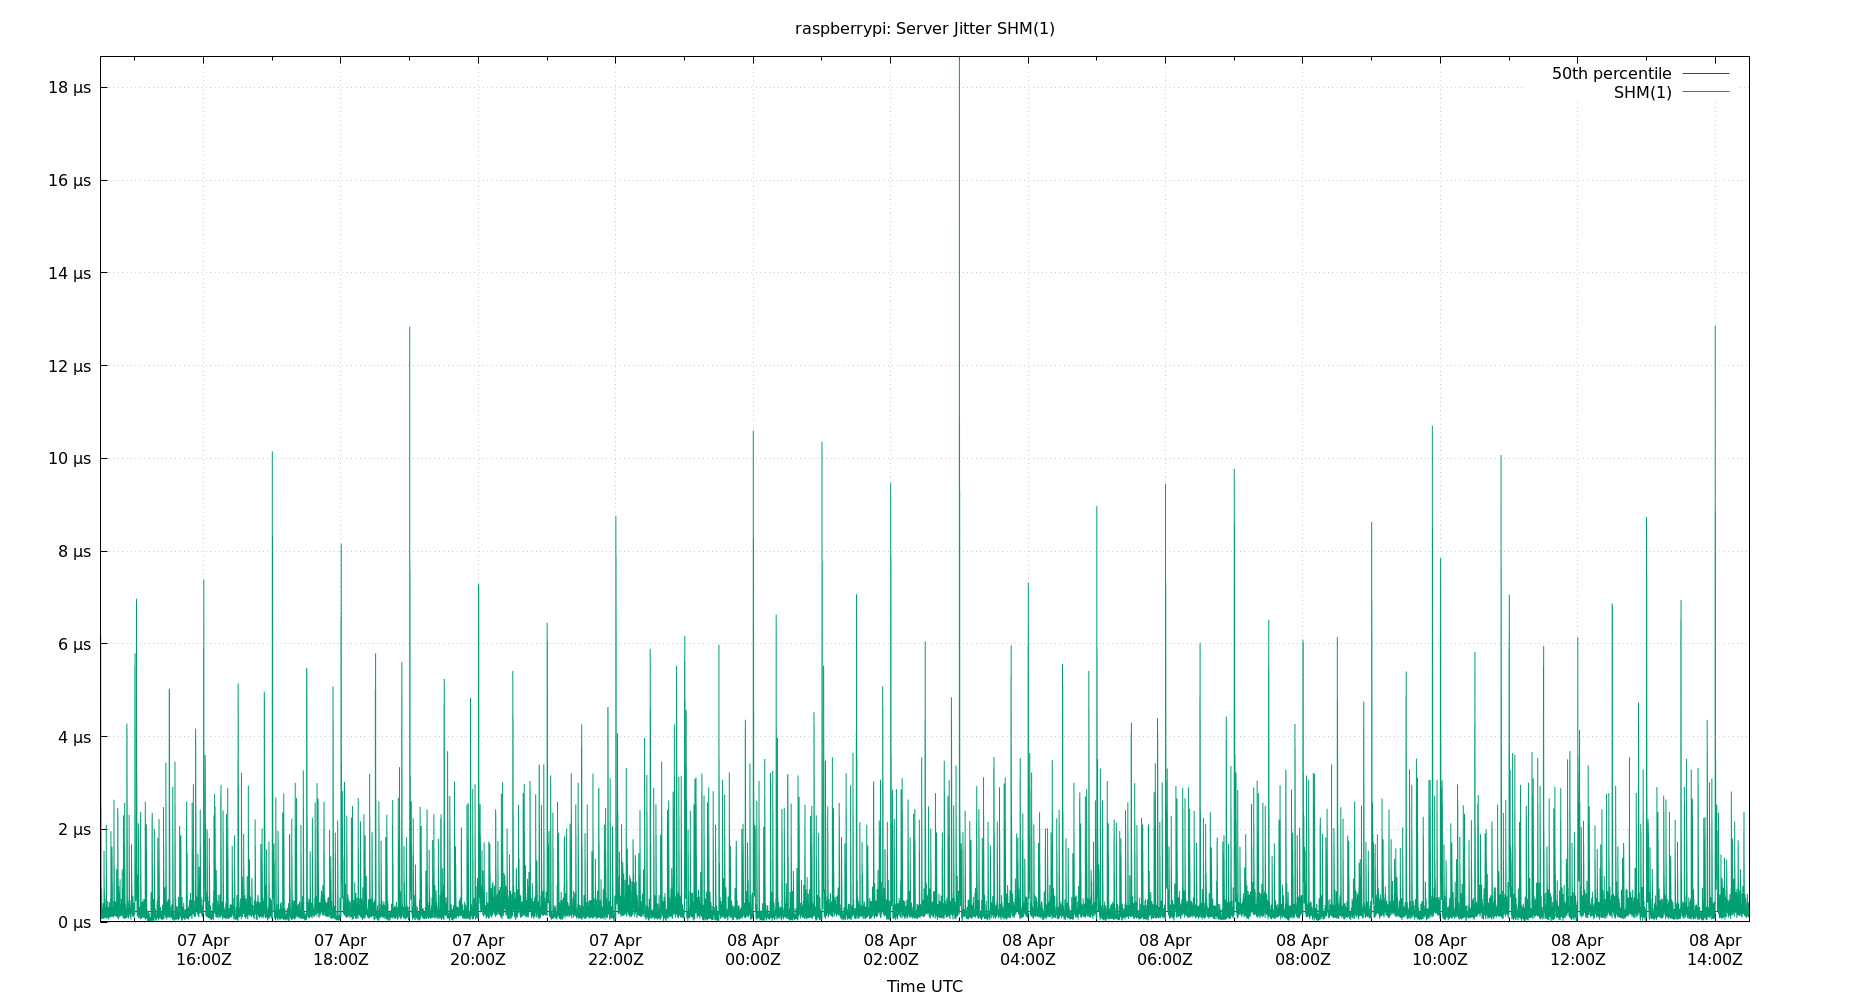 raspberrypi: Server Jitter SHM(1)
50th percentile
SHM(1)
18 µs
16 µs
14 µs
12 µs
10 µs
8 µs
6 µs
4 µs
2 µs
0 µs
07 Apr 07 Apr 07 Apr 07 Apr 08 Apr 08 Apr 08 Apr 08 Apr 08 Apr 08 Apr 08 Apr 08 Apr
16:00Z 18:00Z 20:00Z 22:00Z 00:00Z 02:00Z 04:00Z 06:00Z 08:00Z 10:00Z 12:00Z 14:00Z
Time UTC